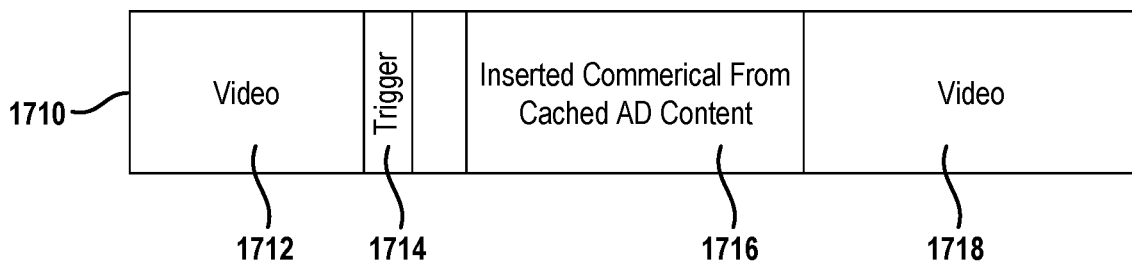 Video
Trigger
Inserted Commerical From
Cached AD Content
Video
1710
1712
1714
1716
1718